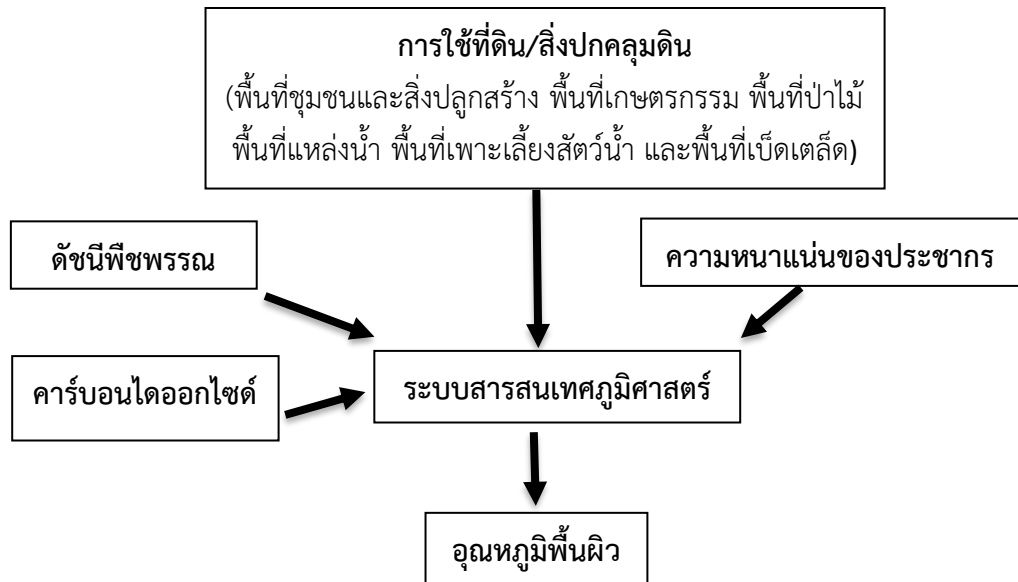 การใช้ที่ดิน/สิ่งปกคลุมดิน
(พื้นที่ชุมชนและสิ่งปลูกสร้าง พื้นที่เกษตรกรรม พื้นที่ป่าไม้
พื้นที่แหล่งน้ำ พื้นที่เพาะเลี้ยงสัตว์น้ำ และพื้นที่เบ็ดเตล็ด)
ดัชนีพืชพรรณ
ความหนาแน่นของประชากร
คาร์บอนไดออกไซด์
ระบบสารสนเทศภูมิศาสตร์
อุณหภูมิพื้นผิว